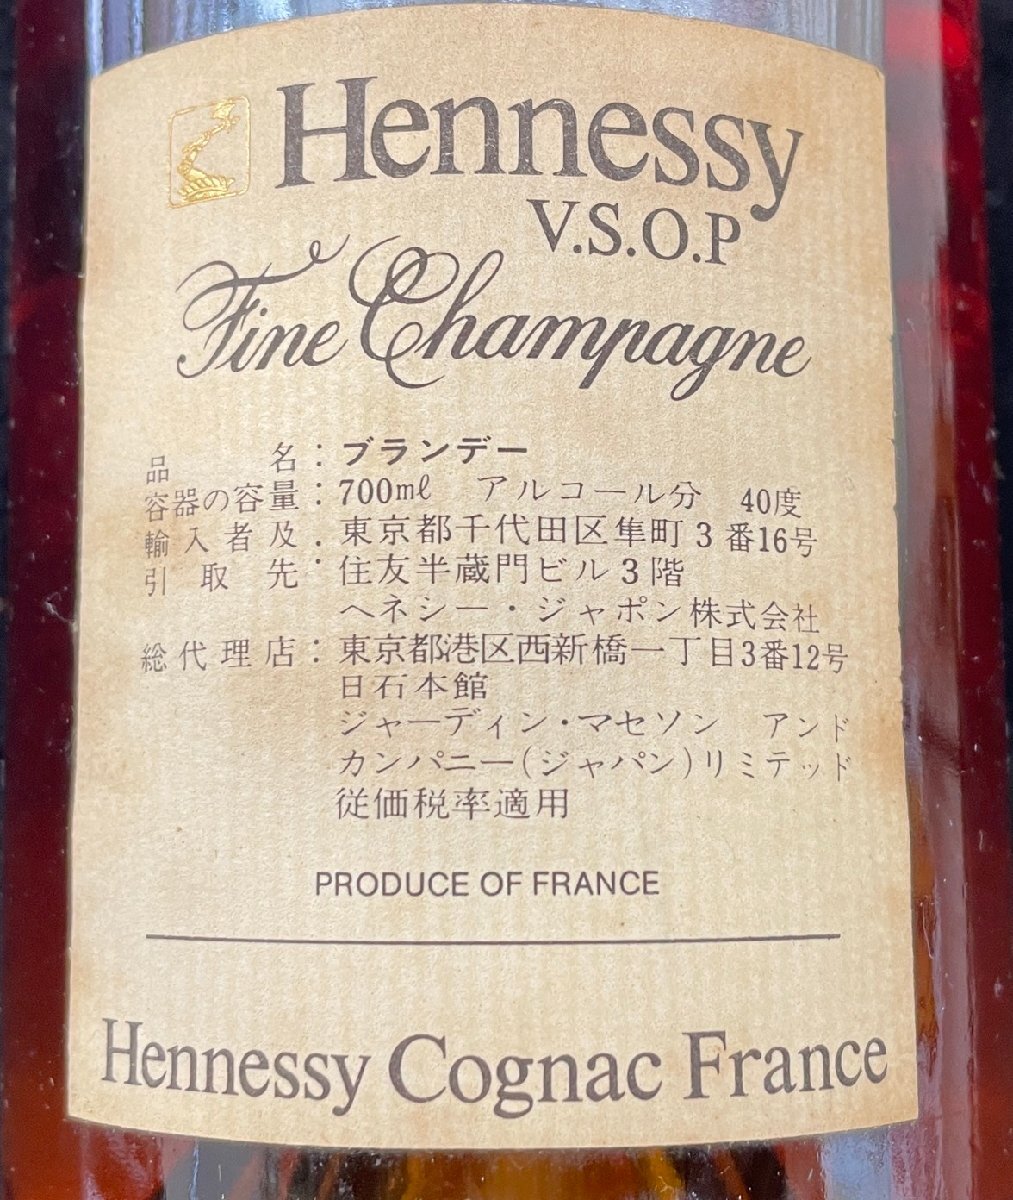 Hennessy
V.S.O.P
Fine Champagne
品名：ブランデー
容器の容量：700ml アルコール分 40度
輸入者及：東京都千代田区隼町3番16号
引取先 住友半蔵門ビル3階
ヘネシー・ジャポン株式会社
総代理店：東京都港区西新橋一丁目3番12号
日石本館
ジャーディン・マセソン アンド
カンパニー(ジャパン)リミテッド
従価税率適用
PRODUCE OF FRANCE
Hennessy Cognac France